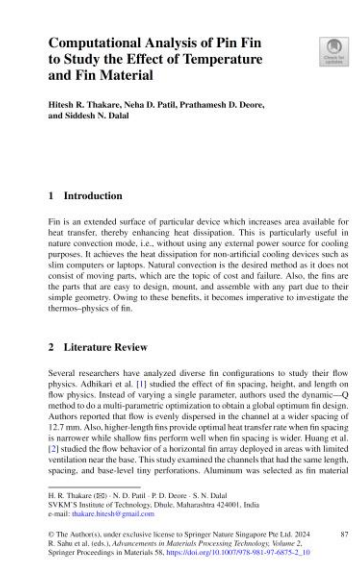 Computational Analysis of Pin Fin
to Study the Effect of Temperature
and Fin Material
Check for
updates
Hitesh R. Thakare, Neha D. Patil, Prathamesh D. Deore,
and Siddesh N. Dalal
1 Introduction
Fin is an extended surface of particular device which increases area available for
heat transfer, thereby enhancing heat dissipation. This is particularly useful in
nature convection mode, i.e., without using any external power source for cooling
purposes. It achieves the heat dissipation for non-artificial cooling devices such as
slim computers or laptops. Natural convection is the desired method as it does not
consist of moving parts, which are the topic of cost and failure. Also, the fins are
the parts that are easy to design, mount, and assemble with any part due to their
simple geometry. Owing to these benefits, it becomes imperative to investigate the
thermos–physics of fin.
2 Literature Review
Several researchers have analyzed diverse fin configurations to study their flow
physics. Adhikari et al. [1] studied the effect of fin spacing, height, and length on
flow physics. Instead of varying a single parameter, authors used the dynamic—Q
method to do a multi-parametric optimization to obtain a global optimum fin design.
Authors reported that flow is evenly dispersed in the channel at a wider spacing of
12.7 mm. Also, higher-length fins provide optimal heat transfer rate when fin spacing
is narrower while shallow fins perform well when fin spacing is wider. Huang et al.
[2] studied the flow behavior of a horizontal fin array deployed in areas with limited
ventilation near the base. This study examined the channels that had the same length,
spacing, and base-level tiny perforations. Aluminum was selected as fin material
H. R. Thakare (✉) · N. D. Patil · P. D. Deore · S. N. Dalal
SVKM'S Institute of Technology, Dhule, Maharashtra 424001, India
e-mail: thakare.hitesh@gmail.com
© The Author(s), under exclusive license to Springer Nature Singapore Pte Ltd. 2024 87
R. Sahu et al. (eds.), Advancements in Materials Processing Technology, Volume 2,
Springer Proceedings in Materials 58, https://doi.org/10.1007/978-981-97-6875-2_10